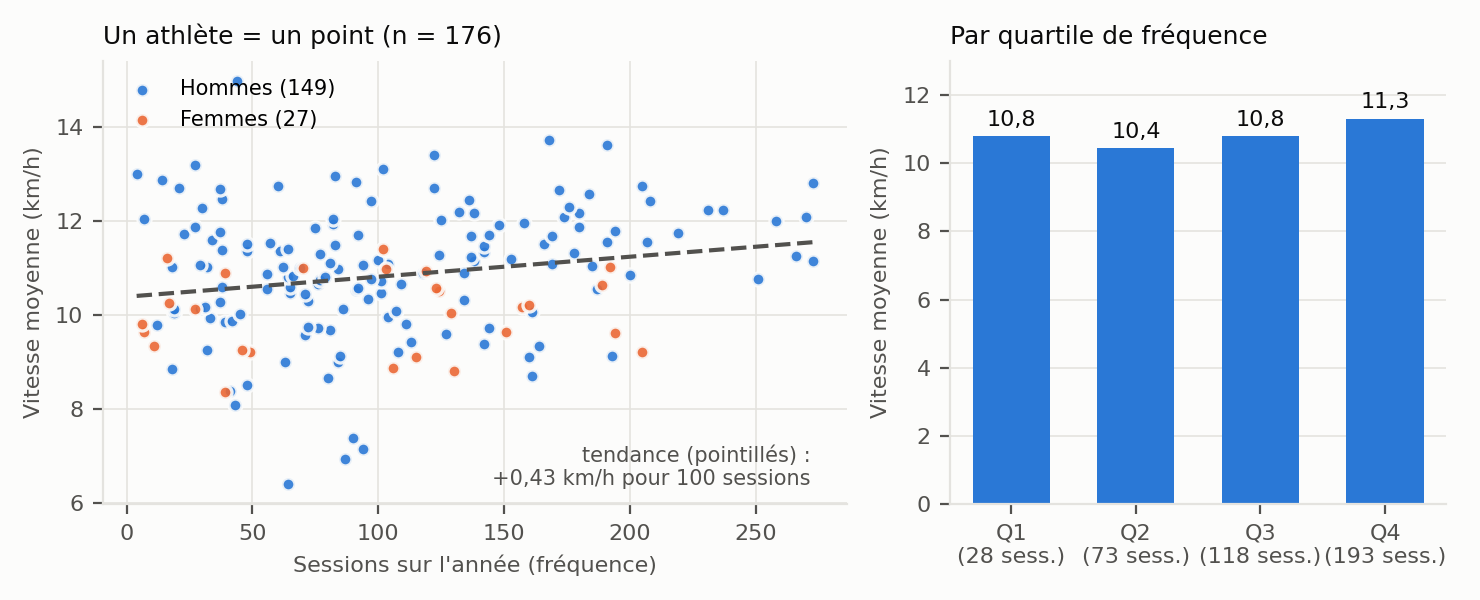 Un athlète = un point (n = 176)
Hommes (149)
Femmes (27)
14
12
10
8
6
Vitesse moyenne (km/h)
tendance (pointillés) :
+0,43 km/h pour 100 sessions
0 50 100 150 200 250
Sessions sur l'année (fréquence)
Par quartile de fréquence
12
10
8
6
4
2
0
Vitesse moyenne (km/h)
10,8 10,4 10,8 11,3
Q1 Q2 Q3 Q4
(28 sess.) (73 sess.) (118 sess.) (193 sess.)